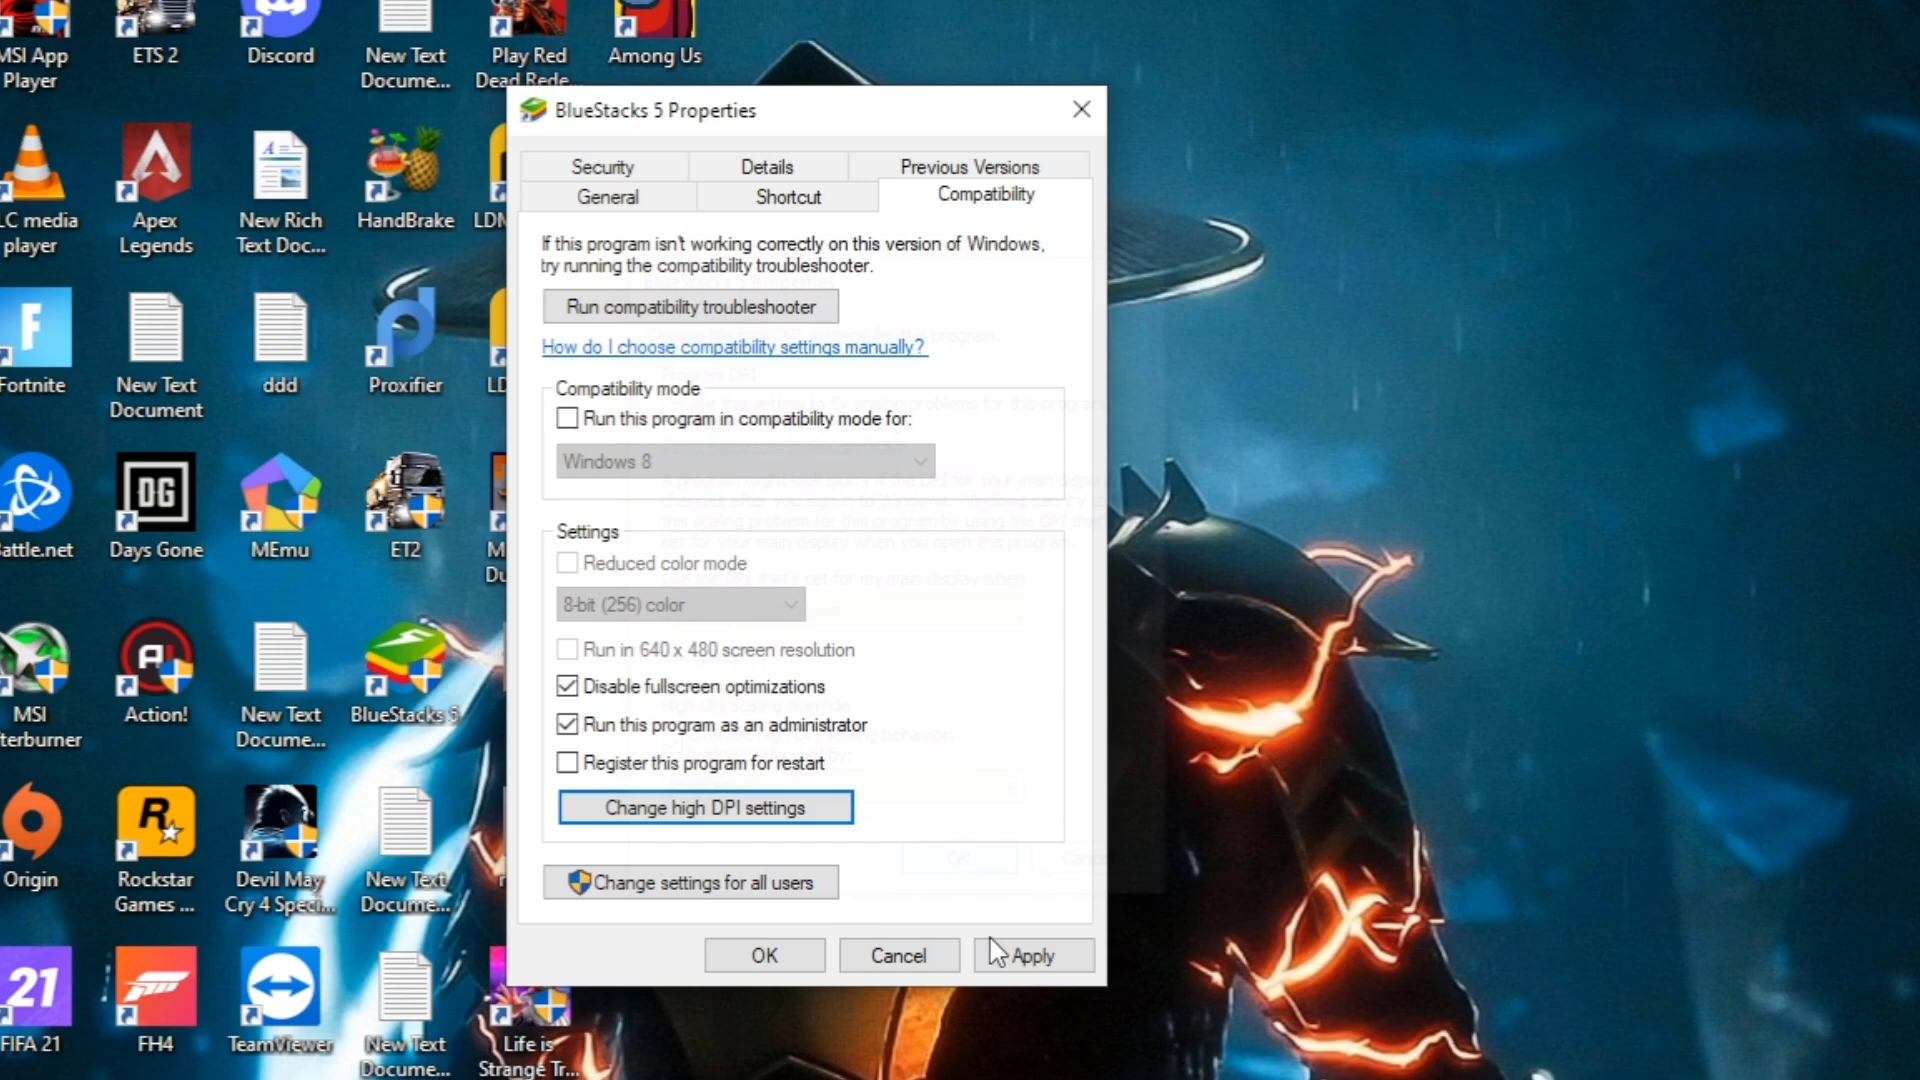 MSI App
Player
ETS 2
Discord
New Text
Docume...
Play Red
Dead Rede...
Among Us
BlueStacks 5 Properties
Security
Details
Previous Versions
General
Shortcut
Compatibility
If this program isn't working correctly on this version of Windows,
try running the compatibility troubleshooter.
Run compatibility troubleshooter
How do I choose compatibility settings manually?
Compatibility mode
Run this program in compatibility mode for:
Windows 8
Settings
Reduced color mode
8-bit (256) color
Run in 640 x 480 screen resolution
Disable fullscreen optimizations
Run this program as an administrator
Register this program for restart
Change high DPI settings
Change settings for all users
OK
Cancel
Apply
LC media
player
Apex
Legends
New Rich
Text Doc...
HandBrake
LDN
Fortnite
New Text
Document
ddd
Proxifier
LD
Battle.net
DG
Days Gone
MEmu
ET2
M
Du
MSI
fterburner
Action!
New Text
Docume...
BlueStacks 5
Origin
Rockstar
Games ...
Devil May
Cry 4 Speci...
New Text
Docume...
21
FIFA 21
FH4
TeamViewer
New Text
Docume...
Life is
Strange Tr...